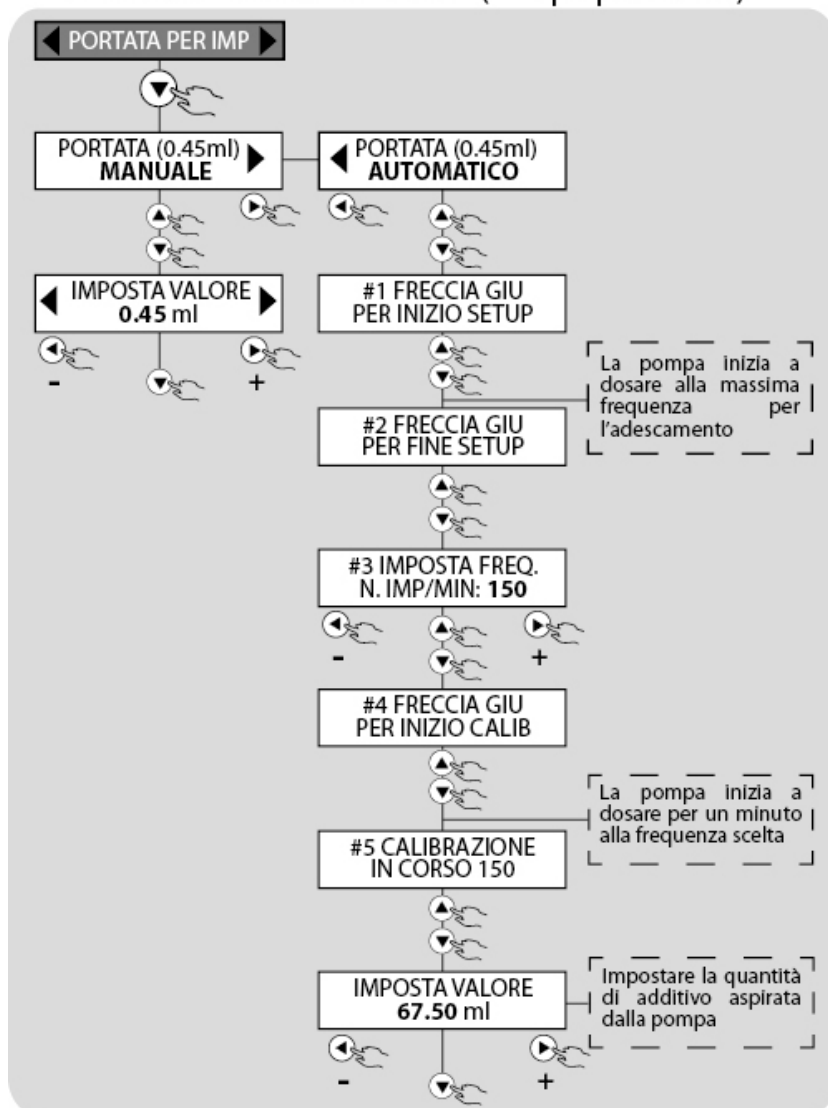 PORTATA PER IMP
PORTATA (0.45ml)
MANUALE
PORTATA (0.45ml)
AUTOMATICO
IMPOSTA VALORE
0.45 ml
-
+
#1 FRECCIA GIU
PER INIZIO SETUP
La pompa inizia a
dosare alla massima
frequenza per
l'adescamento
#2 FRECCIA GIU
PER FINE SETUP
#3 IMPOSTA FREQ.
N. IMP/MIN: 150
-
+
#4 FRECCIA GIU
PER INIZIO CALIB
La pompa inizia a
dosare per un minuto
alla frequenza scelta
#5 CALIBRAZIONE
IN CORSO 150
IMPOSTA VALORE
67.50 ml
Impostare la quantità
di additivo aspirata
dalla pompa
-
+